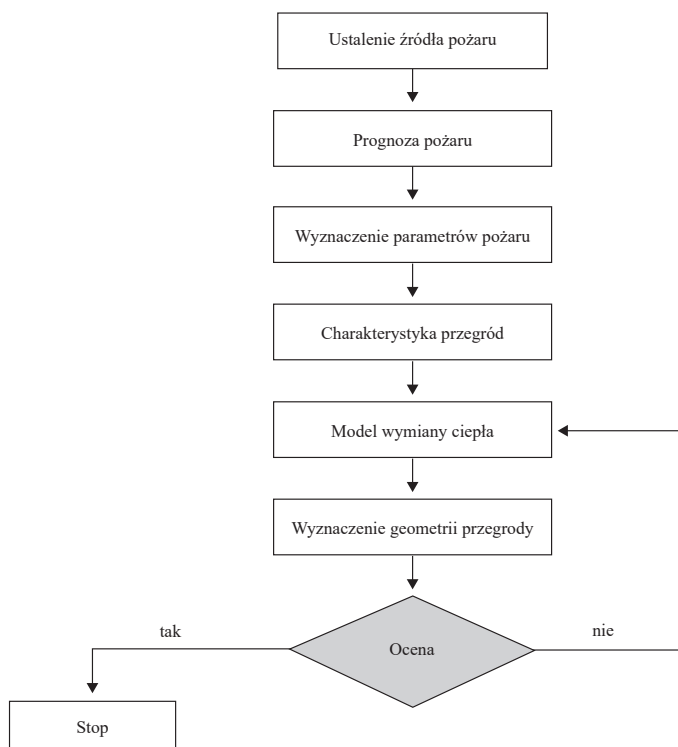 Ustalenie źródła pożaru
Prognoza pożaru
Wyznaczenie parametrów pożaru
Charakterystyka przegród
Model wymiany ciepła
Wyznaczenie geometrii przegrody
tak
Ocena
nie
Stop